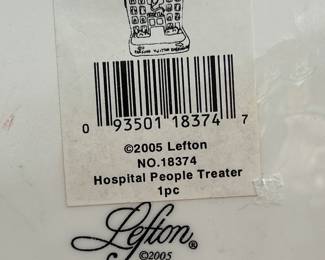 0 93501 18374 7
©2005 Lefton
NO.18374
Hospital People Treater
1pc
Lefton®
©2005